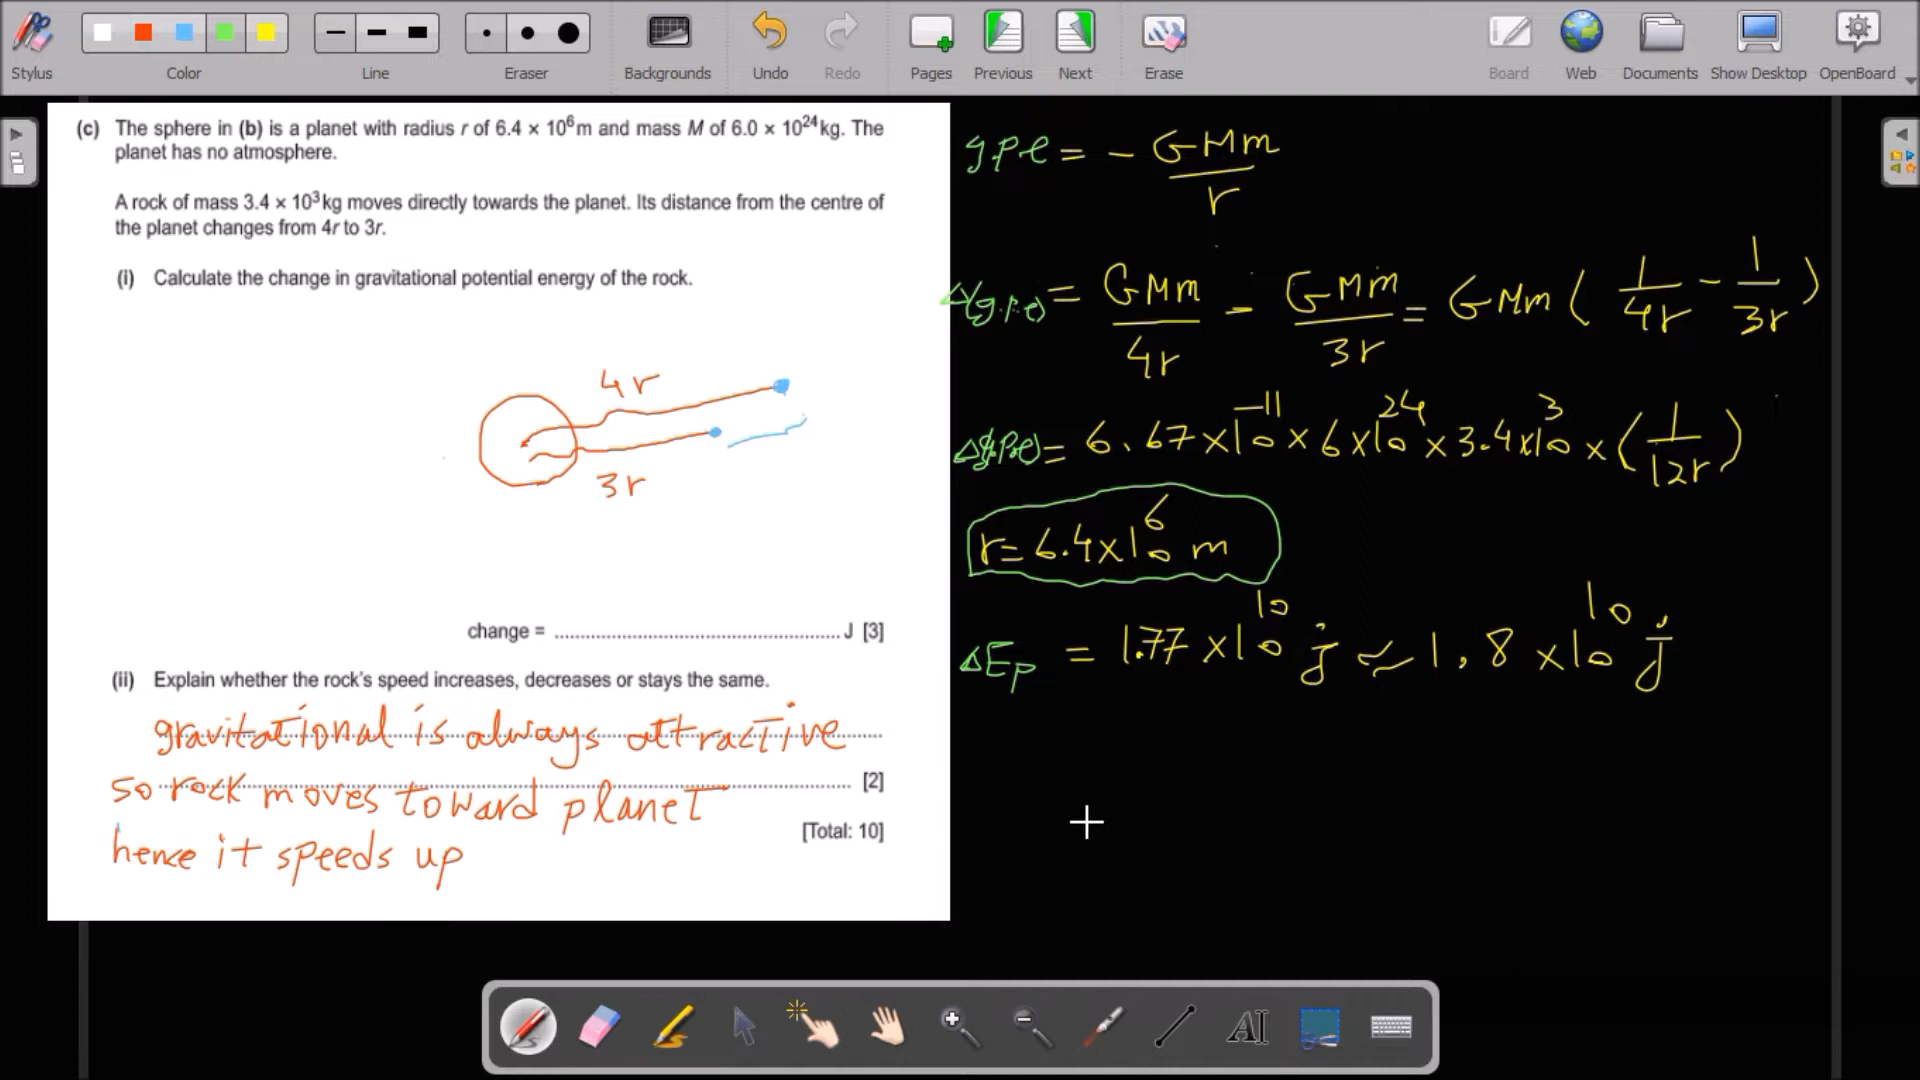 Stylus
Color
Line
Eraser
Backgrounds
Undo
Redo
Pages
Previous
Next
Erase
Board
Web
Documents
Show Desktop
OpenBoard
(c) The sphere in (b) is a planet with radius r of 6.4 × 10⁶ m and mass M of 6.0 × 10²⁴ kg. The
planet has no atmosphere.
A rock of mass 3.4 × 10³ kg moves directly towards the planet. Its distance from the centre of
the planet changes from 4r to 3r.
(i) Calculate the change in gravitational potential energy of the rock.
4r
3r
change = ........................................................ J [3]
(ii) Explain whether the rock's speed increases, decreases or stays the same.
gravitational is always attractive
[2]
so rock moves toward planet
[Total: 10]
hence it speeds up
g.p.e = - GMm / r
Δ(g.p.e) = GMm / 4r - GMm / 3r = GMm ( 1/4r - 1/3r )
Δ(g.p.e) = 6.67 × 10⁻¹¹ × 6 × 10²⁴ × 3.4 × 10³ × ( 1/12r )
r = 6.4 × 10⁶ m
ΔEp = 1.77 × 10¹⁰ j ≈ 1.8 × 10¹⁰ j
AI